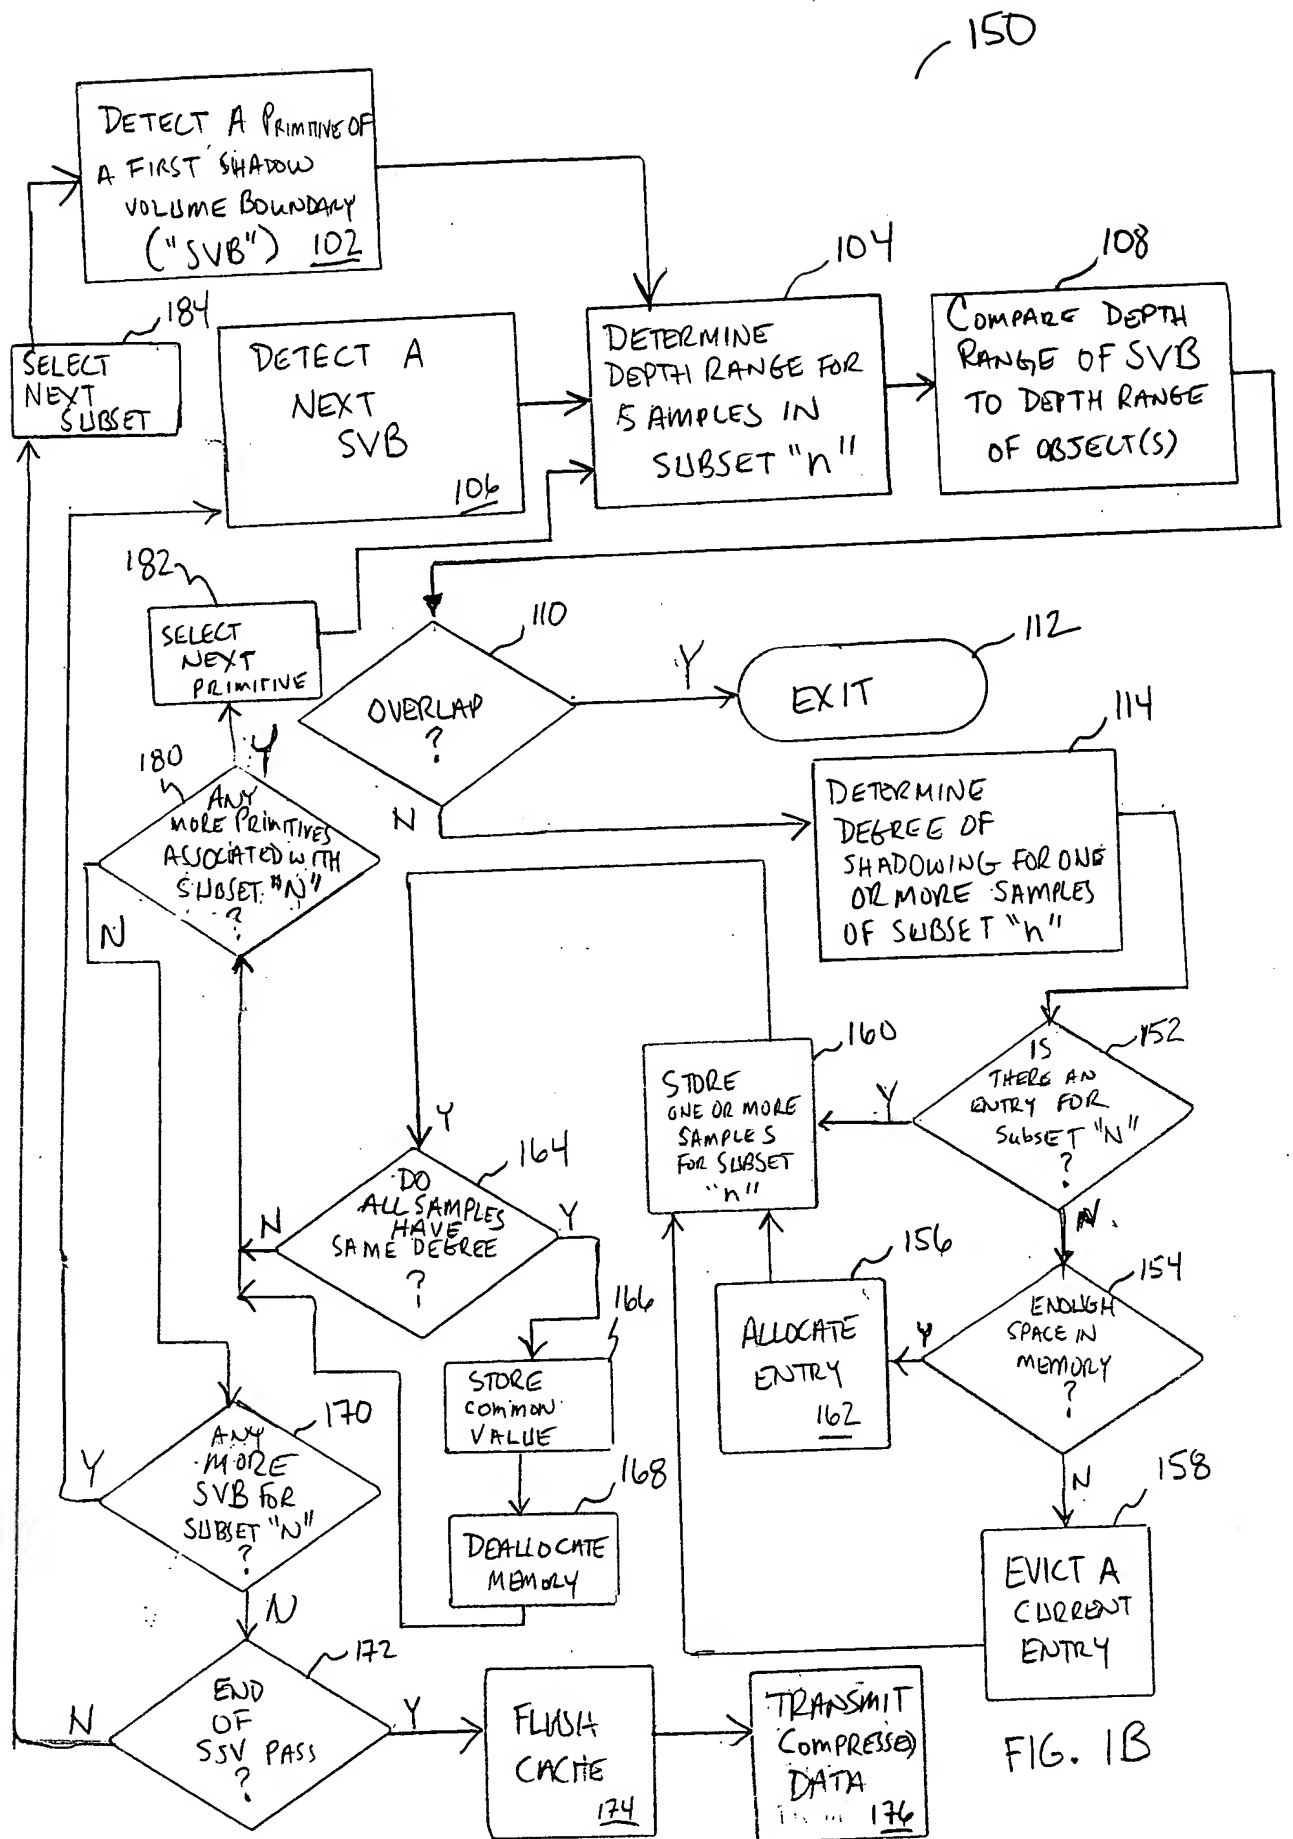 150
DETECT A PRIMITIVE OF
A FIRST SHADOW
VOLUME BOUNDARY
("SVB") 102
184
SELECT
NEXT
SUBSET
DETECT A
NEXT
SVB
106
104
DETERMINE
DEPTH RANGE FOR
SAMPLES IN
SUBSET "n"
108
COMPARE DEPTH
RANGE OF SVB
TO DEPTH RANGE
OF OBJECT(S)
182
SELECT
NEXT
PRIMITIVE
110
OVERLAP
?
Y
112
EXIT
N
114
DETERMINE
DEGREE OF
SHADOWING FOR ONE
OR MORE SAMPLES
OF SUBSET "n"
180
Y
ANY
MORE PRIMITIVES
ASSOCIATED WITH
SUBSET "N"
?
N
160
STORE
ONE OR MORE
SAMPLES
FOR SUBSET
"n"
152
IS
THERE AN
ENTRY FOR
SUBSET "N"
?
Y
N.
Y
164
DO
ALL SAMPLES
HAVE
SAME DEGREE
?
N
Y
156
ALLOCATE
ENTRY
162
154
ENOUGH
SPACE IN
MEMORY
?
Y
N
166
STORE
COMMON
VALUE
168
DEALLOCATE
MEMORY
158
EVICT A
CURRENT
ENTRY
170
ANY
MORE
SVB FOR
SUBSET "N"
?
Y
N
172
END
OF
SSV PASS
?
N
Y
FLUSH
CACHE
174
TRANSMIT
COMPRESSED
DATA
176
FIG. 1B